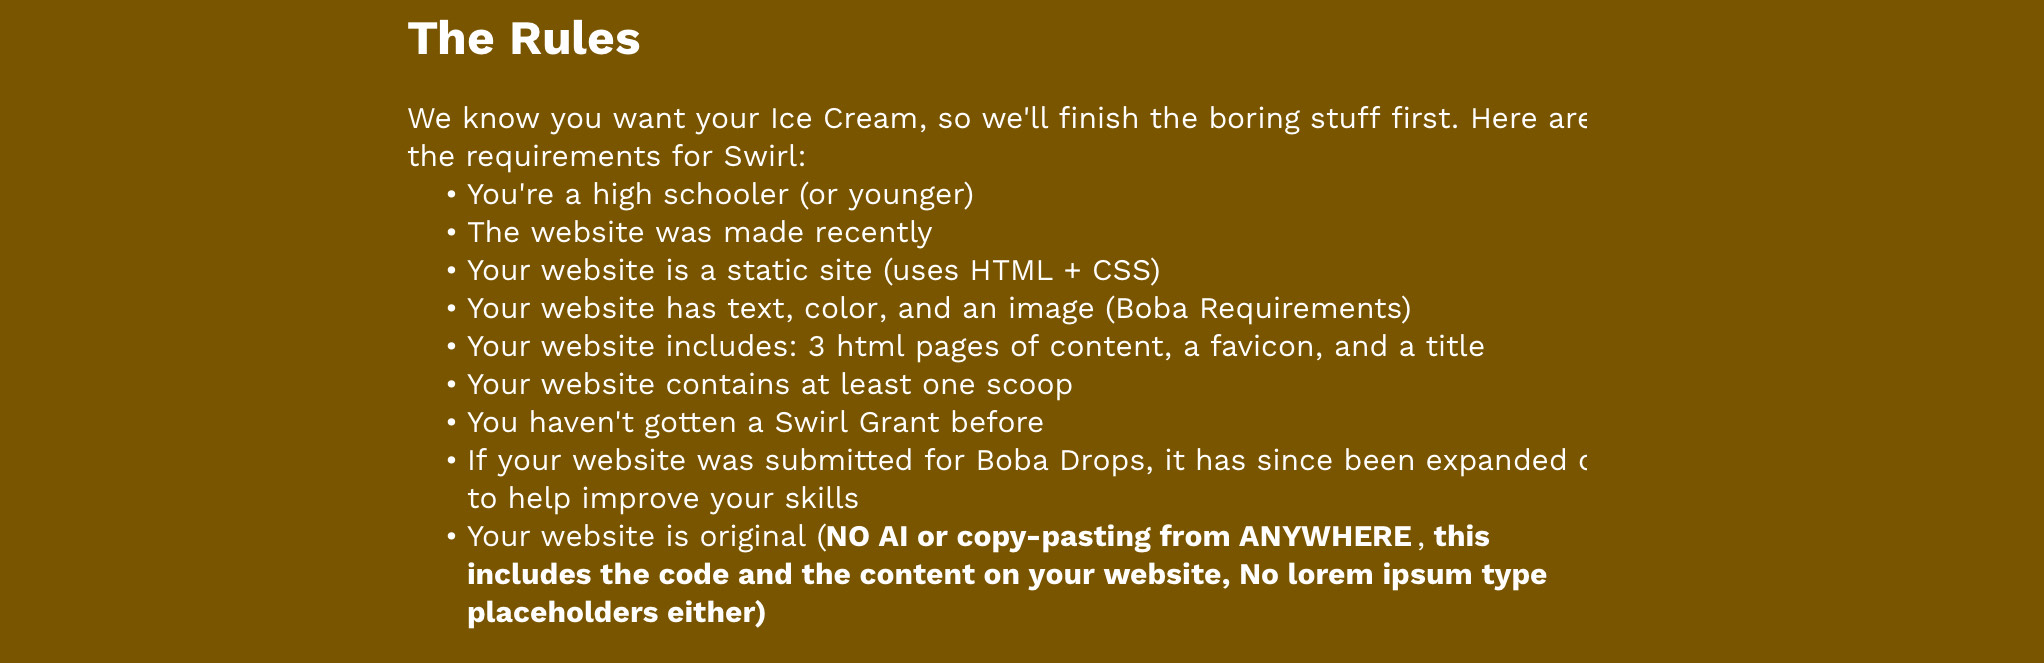 The Rules
We know you want your Ice Cream, so we'll finish the boring stuff first. Here are
the requirements for Swirl:
• You're a high schooler (or younger)
• The website was made recently
• Your website is a static site (uses HTML + CSS)
• Your website has text, color, and an image (Boba Requirements)
• Your website includes: 3 html pages of content, a favicon, and a title
• Your website contains at least one scoop
• You haven't gotten a Swirl Grant before
• If your website was submitted for Boba Drops, it has since been expanded
to help improve your skills
• Your website is original (NO AI or copy-pasting from ANYWHERE, this
includes the code and the content on your website, No lorem ipsum type
placeholders either)